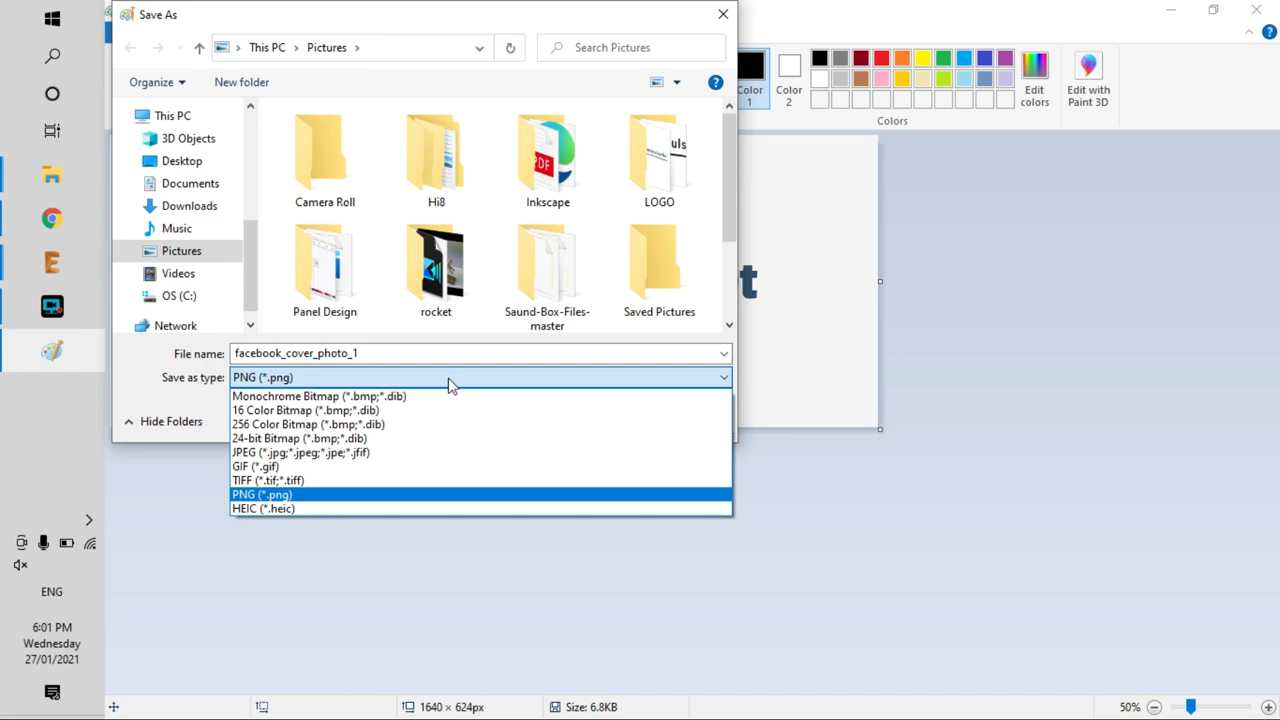 Save As
This PC
Pictures
Search Pictures
Organize
New folder
This PC
3D Objects
Desktop
Documents
Downloads
Music
Pictures
Videos
OS (C:)
Network
Camera Roll
Hi8
Inkscape
LOGO
PDF
uls
Panel Design
rocket
Saund-Box-Files-
master
Saved Pictures
File name:
facebook_cover_photo_1
Save as type:
PNG (*.png)
Hide Folders
Monochrome Bitmap (*.bmp;*.dib)
16 Color Bitmap (*.bmp;*.dib)
256 Color Bitmap (*.bmp;*.dib)
24-bit Bitmap (*.bmp;*.dib)
JPEG (*.jpg;*.jpeg;*.jpe;*.jfif)
GIF (*.gif)
TIFF (*.tif;*.tiff)
PNG (*.png)
HEIC (*.heic)
Color
1
Color
2
Edit
colors
Edit with
Paint 3D
Colors
t
ENG
6:01 PM
Wednesday
27/01/2021
1640 × 624px
Size: 6.8KB
50%